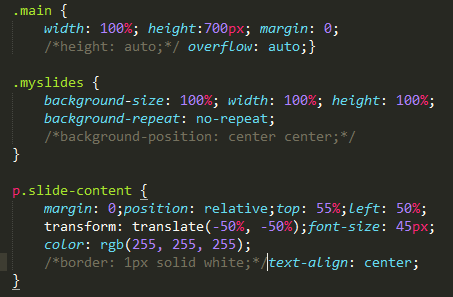 .main {
width: 100%; height:700px; margin: 0;
/*height: auto;*/ overflow: auto;}
.myslides {
background-size: 100%; width: 100%; height: 100%;
background-repeat: no-repeat;
/*background-position: center center;*/
}
p.slide-content {
margin: 0;position: relative;top: 55%;left: 50%;
transform: translate(-50%, -50%);font-size: 45px;
color: rgb(255, 255, 255);
/*border: 1px solid white;*/text-align: center;
}